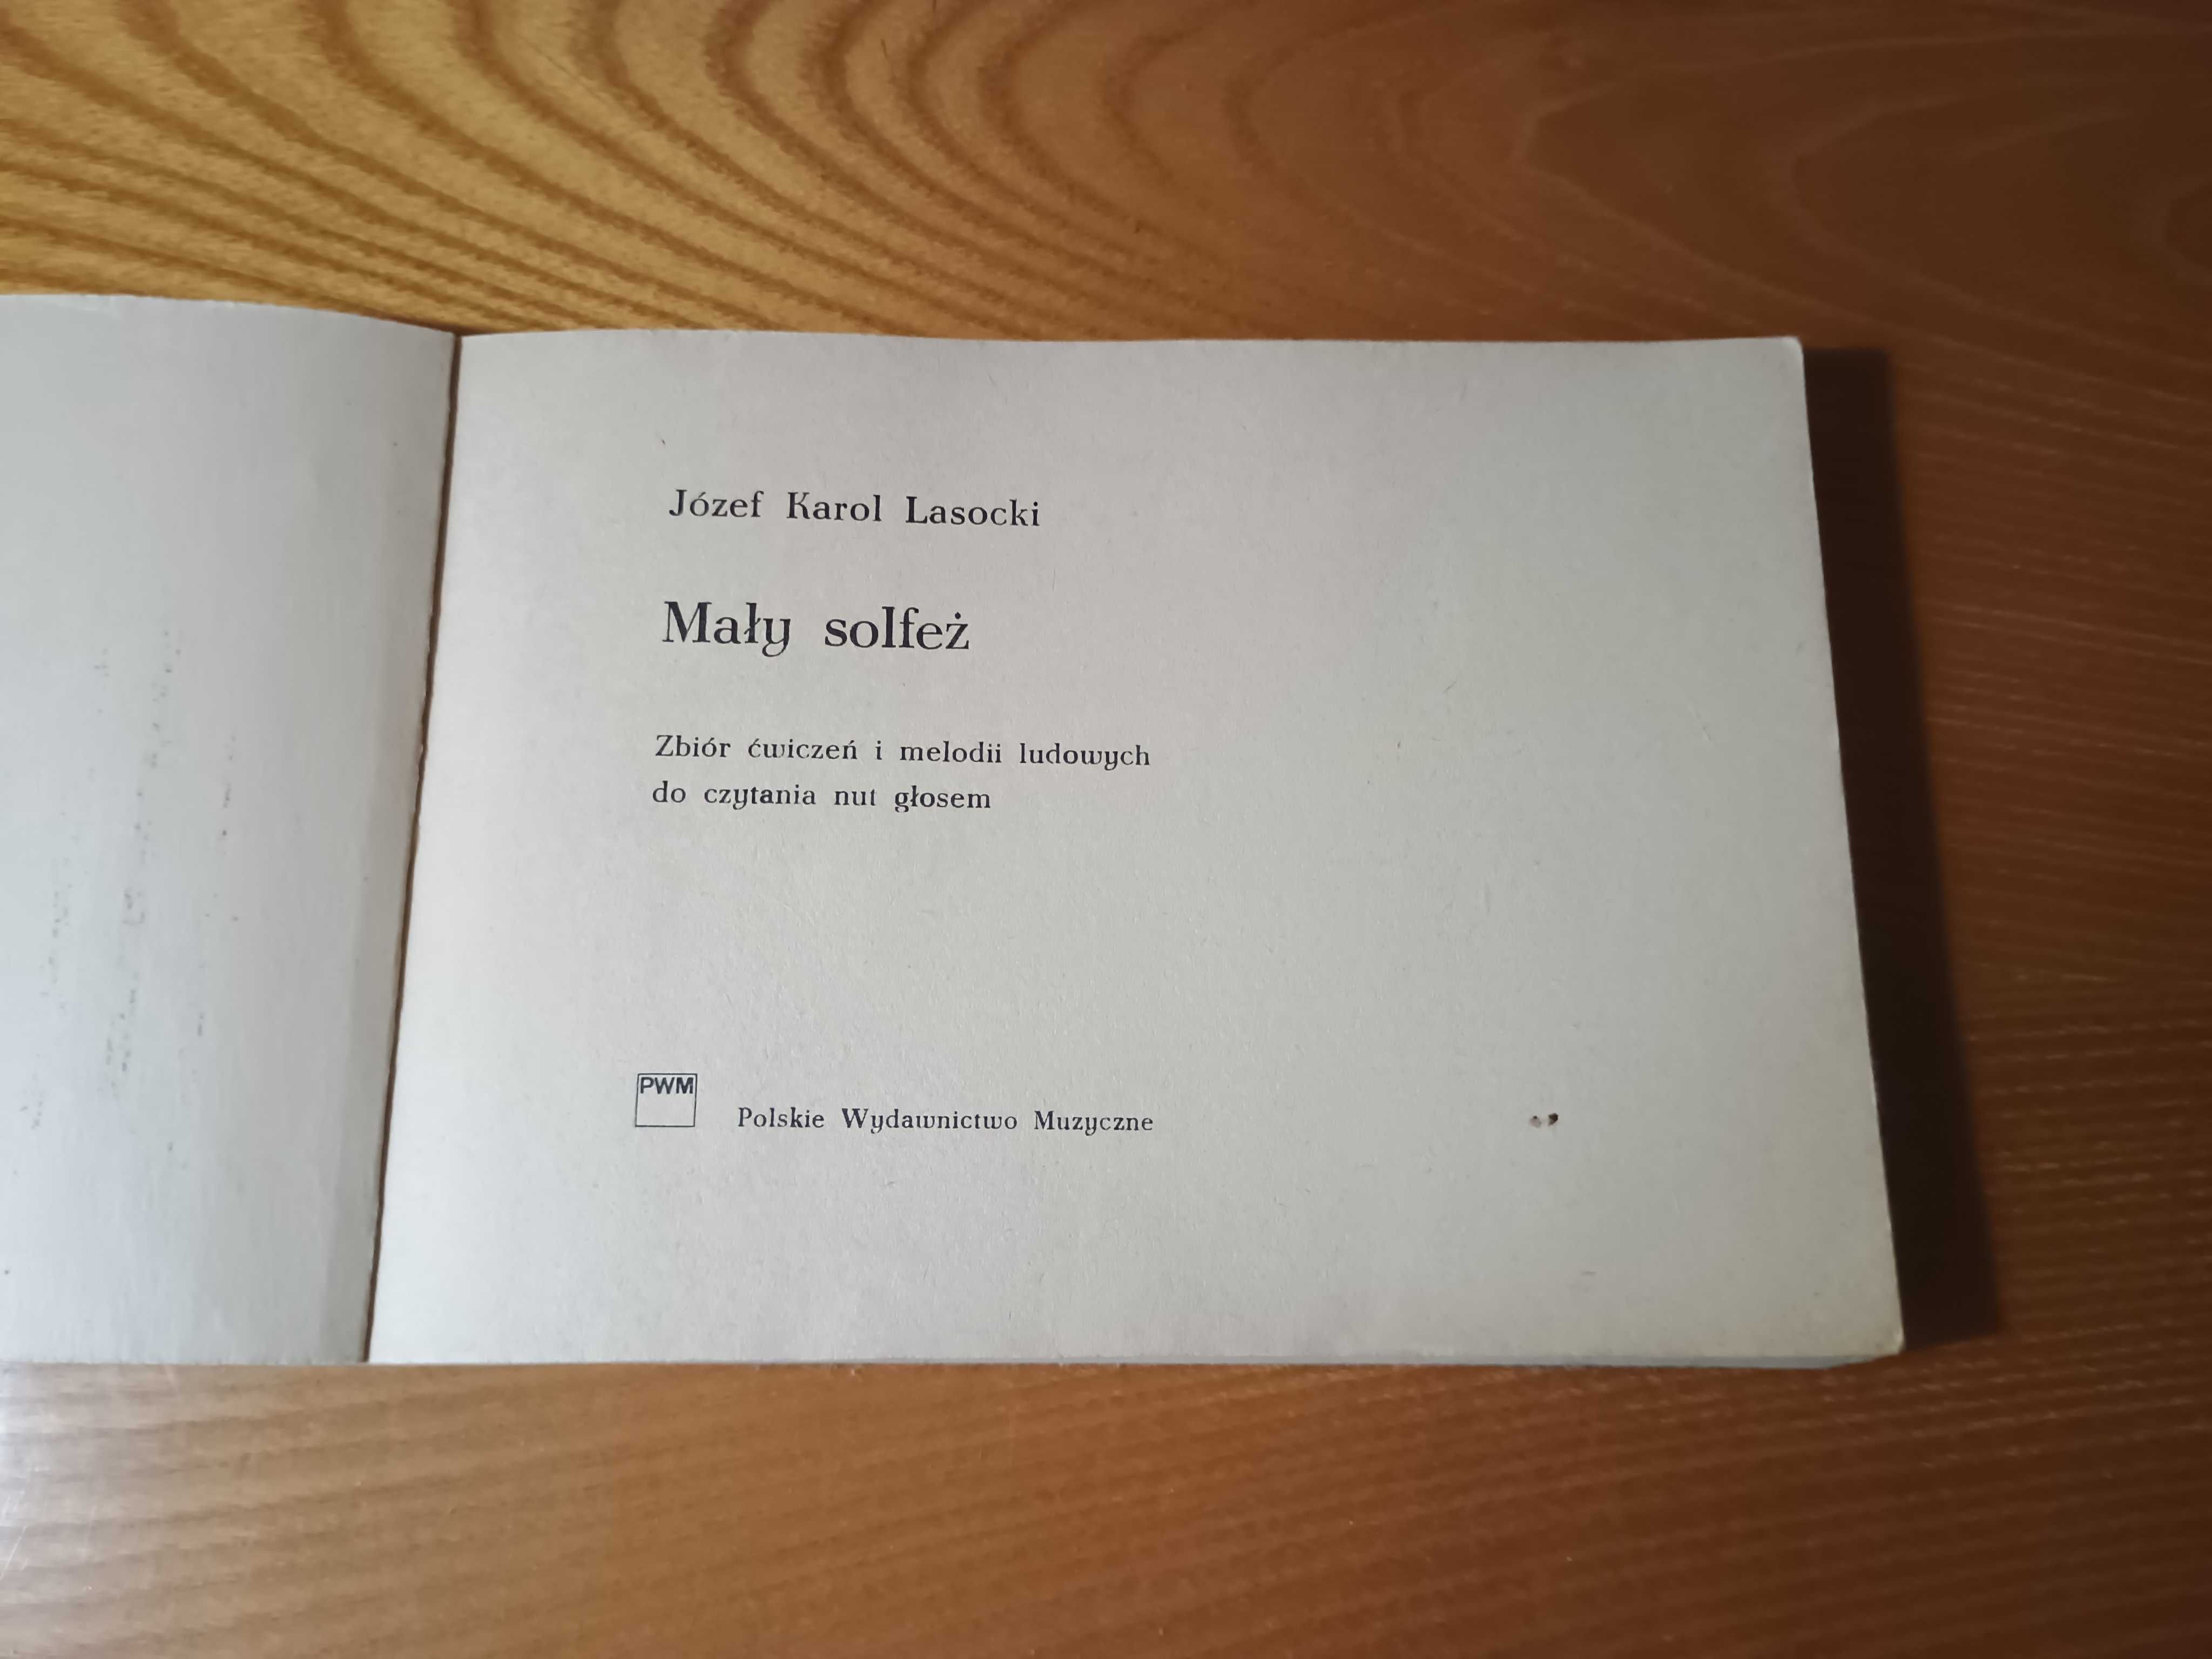 Józef Karol Lasocki
Mały solfeż
Zbiór ćwiczeń i melodii ludowych
do czytania nut głosem
PWM
Polskie Wydawnictwo Muzyczne